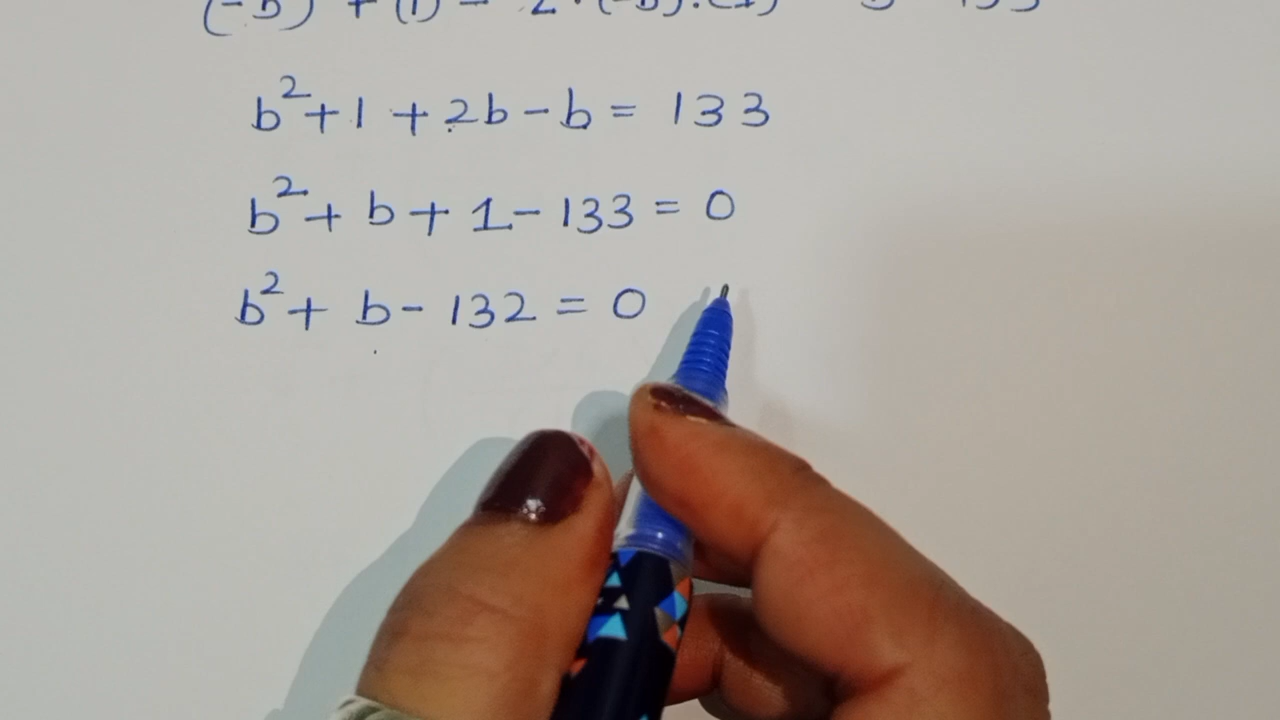 b²+1 + 2b - b = 133
b² + b + 1 - 133 = 0
b² + b - 132 = 0